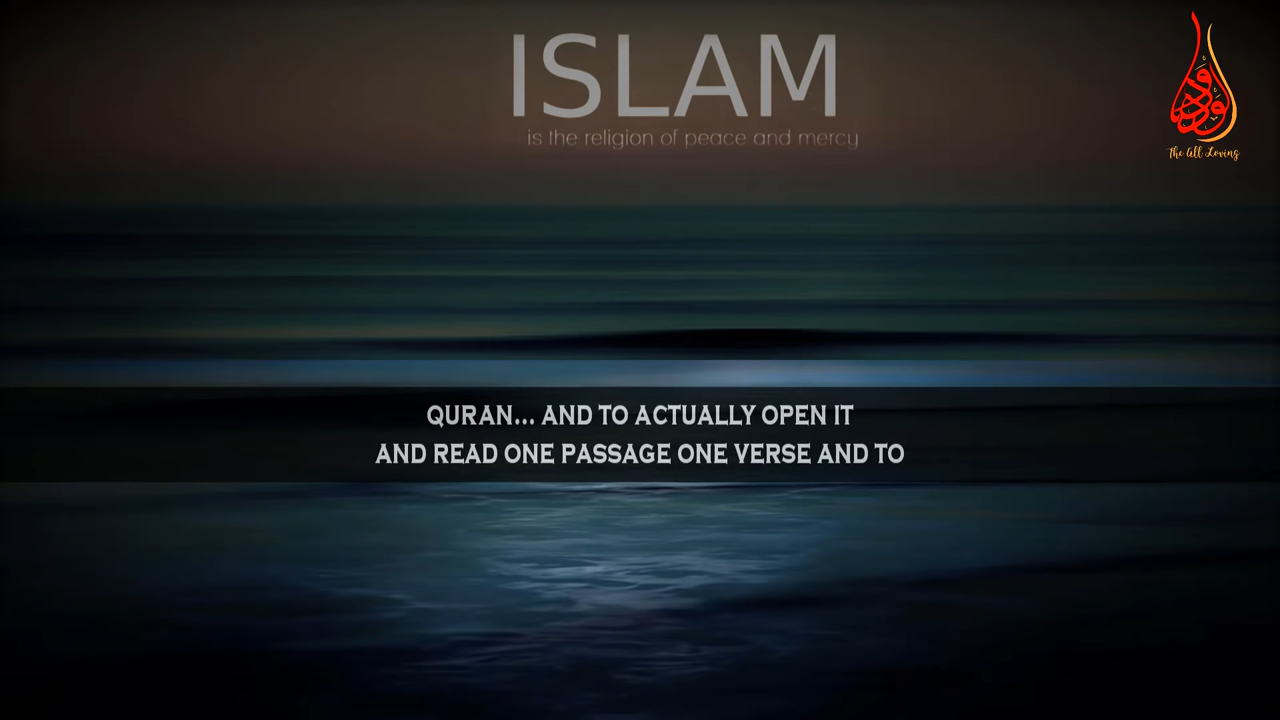 ISLAM
is the religion of peace and mercy
الودود
The All Loving
QURAN... AND TO ACTUALLY OPEN IT
AND READ ONE PASSAGE ONE VERSE AND TO